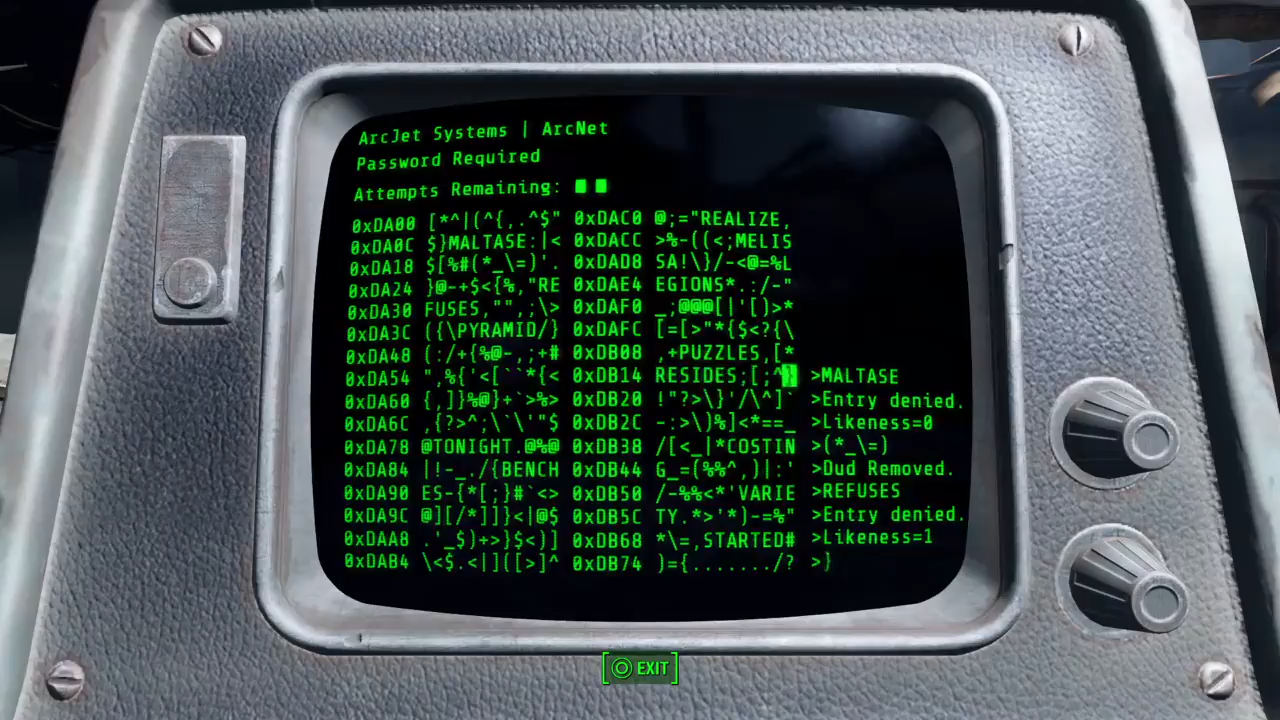 ArcJet Systems | ArcNet
Password Required
Attempts Remaining: ■ ■
0xDA00 [*^|(^{,.^$" 0xDAC0 @;="REALIZE,
0xDA0C $}MALTASE:|< 0xDACC >%-((<;MELIS
0xDA18 $[%#(*_\=)'. 0xDAD8 SA!\}/-<@=%L
0xDA24 }@-+$<{%,"RE 0xDAE4 EGIONS*.:/-"
0xDA30 FUSES,"",;\> 0xDAF0 _;@@@[|'[)>*
0xDA3C ({\PYRAMID/} 0xDAFC [=[>"*{$<?{\
0xDA48 (:/+{%@-,;+# 0xDB08 ,+PUZZLES,[*
0xDA54 ",%{'<[``*{< 0xDB14 RESIDES;[;^} >MALTASE
0xDA60 {,]}%@}+`>%> 0xDB20 !"?>\}'/\^]` >Entry denied.
0xDA6C ,{?>^;\`\'"$ 0xDB2C -:>\)%]<*==_ >Likeness=0
0xDA78 @TONIGHT.@%@ 0xDB38 /[<_|*COSTIN >(*_\=)
0xDA84 |!-_./{BENCH 0xDB44 G_=(%%^,)|:' >Dud Removed.
0xDA90 ES-{*[;}#`<> 0xDB50 /-%%<*'VARIE >REFUSES
0xDA9C @][/*]]}<|@$ 0xDB5C TY.*>'*)-=%" >Entry denied.
0xDAA8 .'_$)+>}$<)] 0xDB68 *\=,STARTED# >Likeness=1
0xDAB4 \<$.<|]([>]^ 0xDB74 )={......./? >}
EXIT